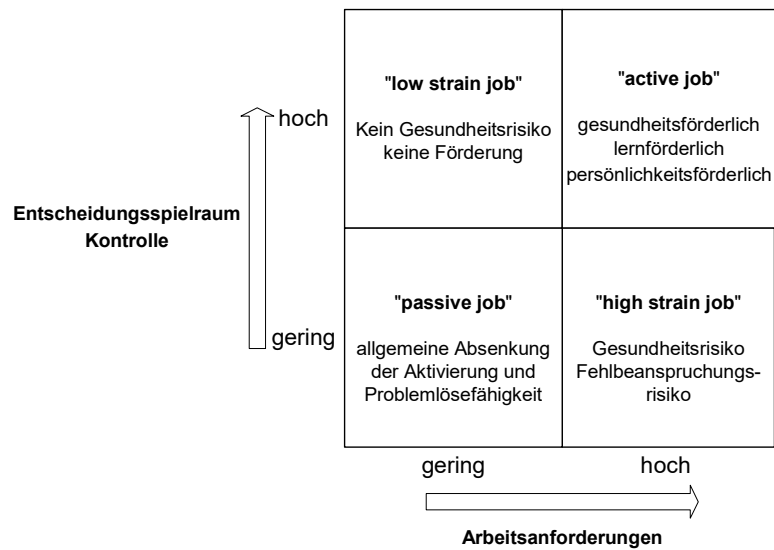 "low strain job"
Kein Gesundheitsrisiko
keine Förderung
"active job"
gesundheitsförderlich
lernförderlich
persönlichkeitsförderlich
hoch
Entscheidungsspielraum
Kontrolle
gering
"passive job"
allgemeine Absenkung
der Aktivierung und
Problemlösefähigkeit
"high strain job"
Gesundheitsrisiko
Fehlbeanspruchungs-
risiko
gering
hoch
Arbeitsanforderungen